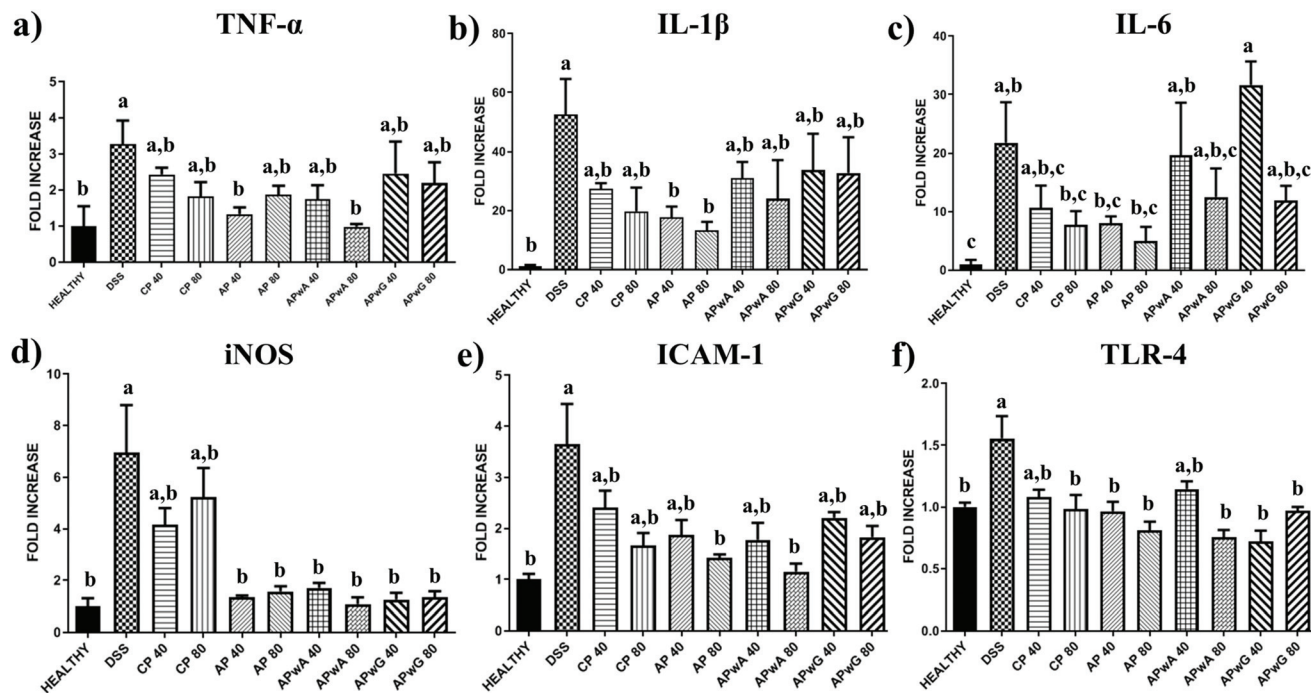 a) TNF-α
FOLD INCREASE
5
4
3
2
1
0
b
a
a,b
a,b
b
a,b
a,b
b
a,b
a,b
HEALTHY
DSS
CP 40
CP 80
AP 40
AP 80
APwA 40
APwA 80
APwG 40
APwG 80
b) IL-1β
FOLD INCREASE
80
60
40
20
0
b
a
a,b
a,b
b
b
a,b
a,b
a,b
a,b
HEALTHY
DSS
CP 40
CP 80
AP 40
AP 80
APwA 40
APwA 80
APwG 40
APwG 80
c) IL-6
FOLD INCREASE
40
30
20
10
0
c
a,b
a,b,c
b,c
b,c
b,c
a,b
a,b,c
a
a,b,c
HEALTHY
DSS
CP 40
CP 80
AP 40
AP 80
APwA 40
APwA 80
APwG 40
APwG 80
d) iNOS
FOLD INCREASE
10
8
6
4
2
0
b
a
a,b
a,b
b
b
b
b
b
b
HEALTHY
DSS
CP 40
CP 80
AP 40
AP 80
APwA 40
APwA 80
APwG 40
APwG 80
e) ICAM-1
FOLD INCREASE
5
4
3
2
1
0
b
a
a,b
a,b
a,b
b
a,b
b
a,b
a,b
HEALTHY
DSS
CP 40
CP 80
AP 40
AP 80
APwA 40
APwA 80
APwG 40
APwG 80
f) TLR-4
FOLD INCREASE
2.0
1.5
1.0
0.5
0.0
b
a
a,b
b
b
b
a,b
b
b
b
HEALTHY
DSS
CP 40
CP 80
AP 40
AP 80
APwA 40
APwA 80
APwG 40
APwG 80